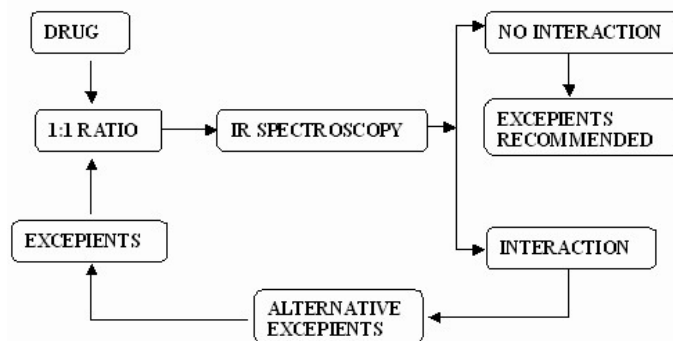 DRUG
NO INTERACTION
1:1 RATIO
IR SPECTROSCOPY
EXCEPIENTS
RECOMMENDED
EXCEPIENTS
INTERACTION
ALTERNATIVE
EXCEPIENTS